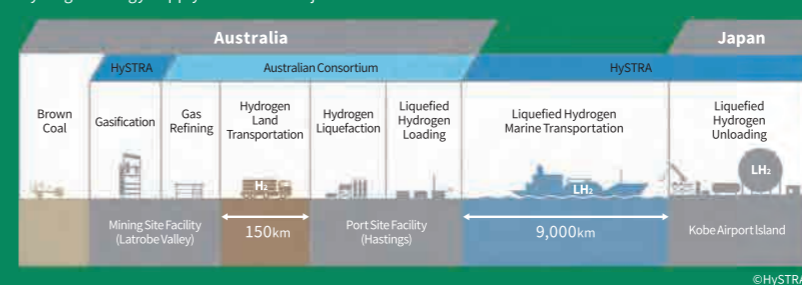 Australia
Japan
HySTRA
Australian Consortium
HySTRA
Brown
Coal
Gasification
Gas
Refining
Hydrogen
Land
Transportation
Hydrogen
Liquefaction
Liquefied
Hydrogen
Loading
Liquefied Hydrogen
Marine Transportation
Liquefied
Hydrogen
Unloading
H₂
LH₂
LH₂
Mining Site Facility
(Latrobe Valley)
150km
Port Site Facility
(Hastings)
9,000km
Kobe Airport Island
©HySTRA